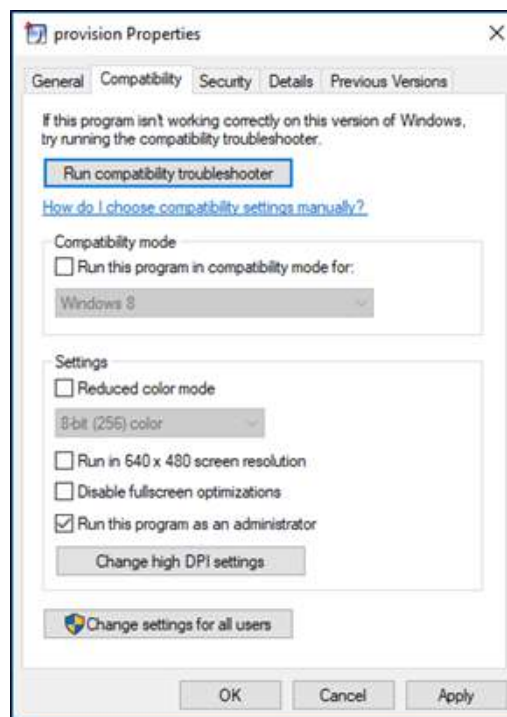 provision Properties
General Compatibility Security Details Previous Versions
If this program isn't working correctly on this version of Windows,
try running the compatibility troubleshooter.
Run compatibility troubleshooter
How do I choose compatibility settings manually?
Compatibility mode
Run this program in compatibility mode for:
Windows 8
Settings
Reduced color mode
8-bit (256) color
Run in 640 x 480 screen resolution
Disable fullscreen optimizations
Run this program as an administrator
Change high DPI settings
Change settings for all users
OK Cancel Apply